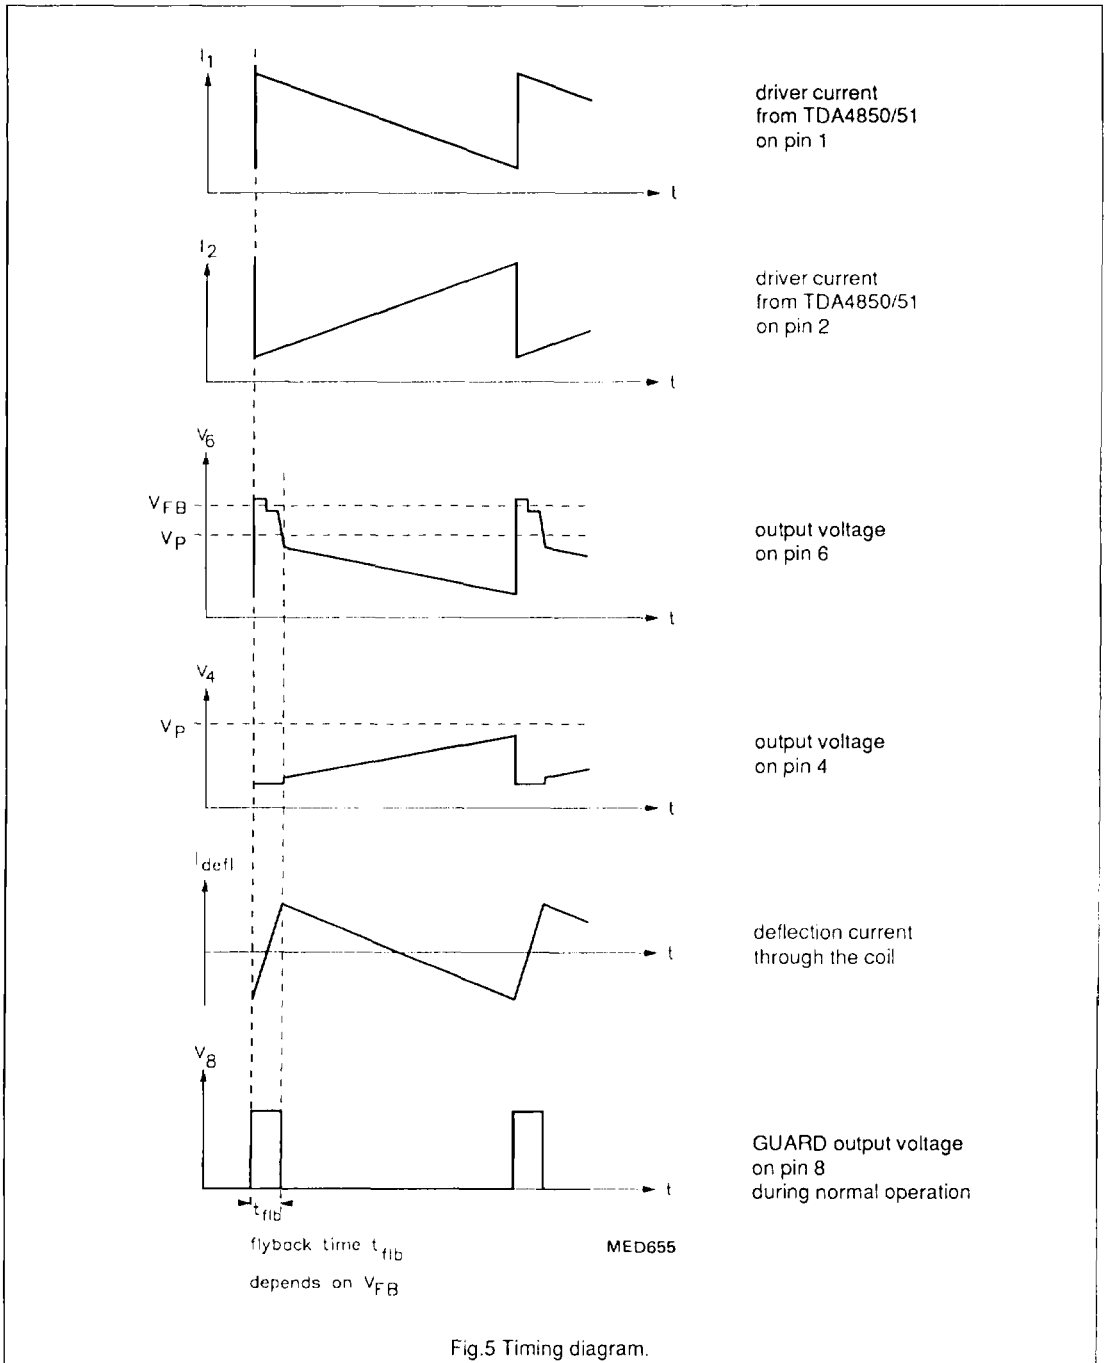 I1
driver current
from TDA4850/51
on pin 1
t
I2
driver current
from TDA4850/51
on pin 2
t
V6
VFB
VP
output voltage
on pin 6
t
V4
VP
output voltage
on pin 4
t
Idefl
deflection current
through the coil
t
V8
GUARD output voltage
on pin 8
during normal operation
t
tflb
flyback time tflb
depends on VFB
MED655
Fig.5 Timing diagram.